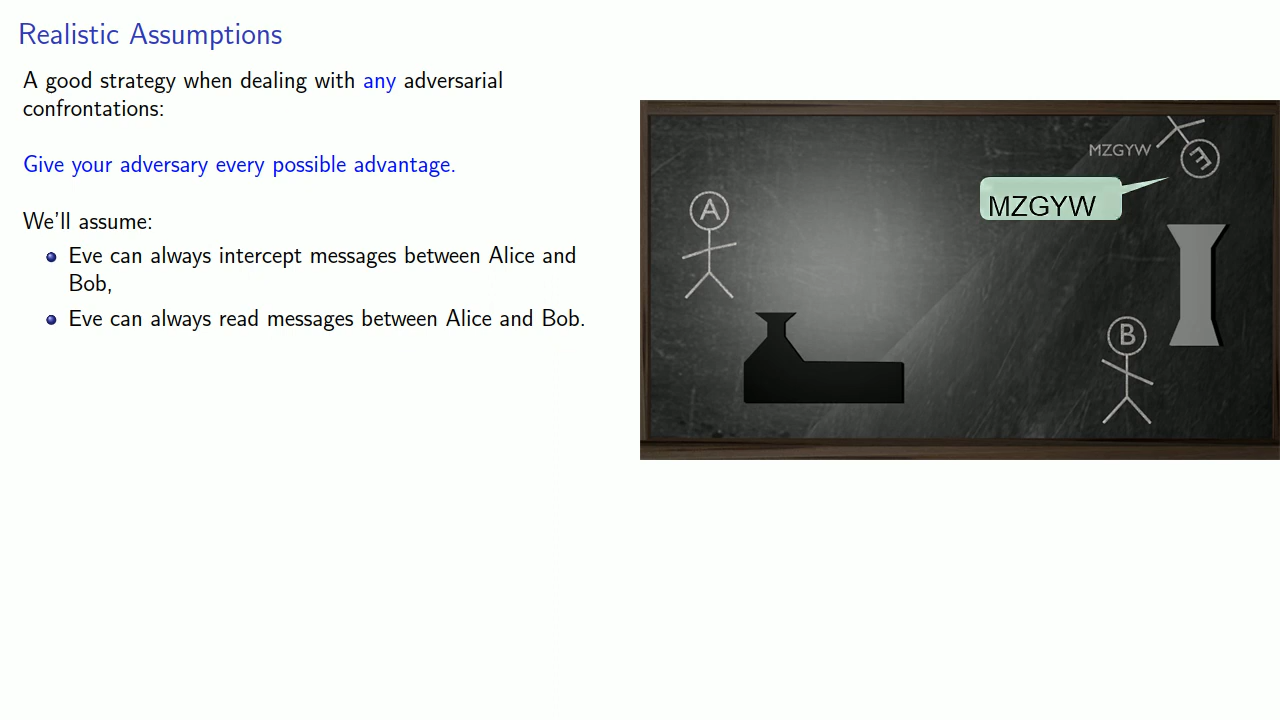 Realistic Assumptions
A good strategy when dealing with any adversarial
confrontations:
Give your adversary every possible advantage.
We'll assume:
Eve can always intercept messages between Alice and
Bob,
Eve can always read messages between Alice and Bob.
MZGYW
E
MZGYW
A
B